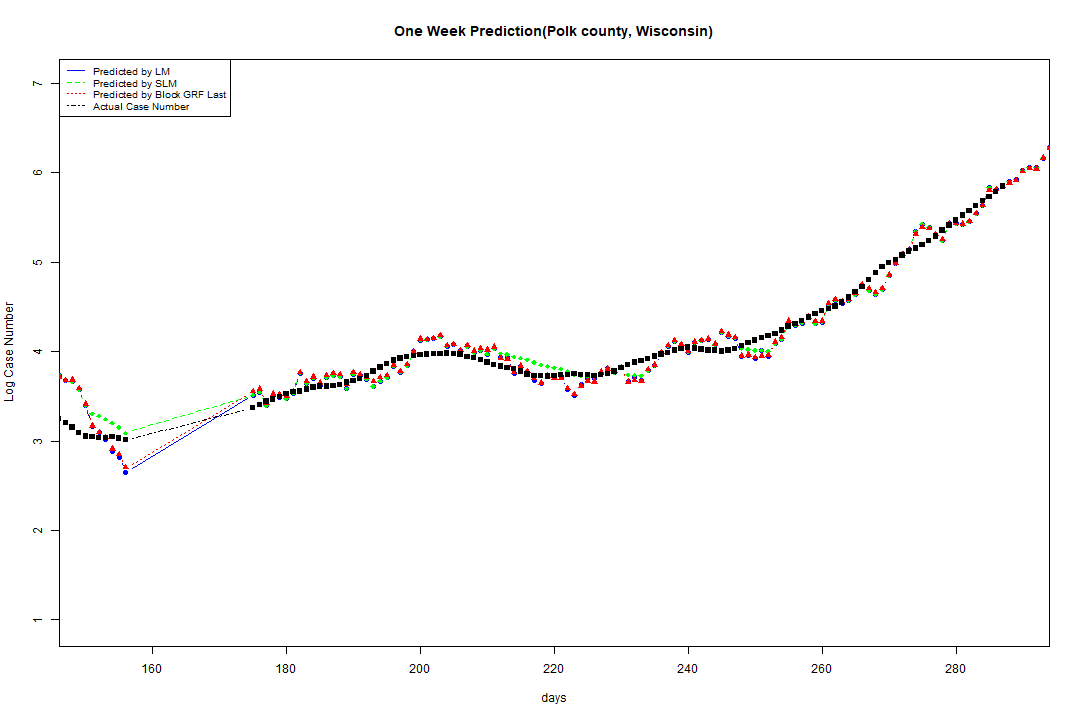 One Week Prediction(Polk county, Wisconsin)
Predicted by LM
Predicted by SLM
Predicted by Block GRF Last
Actual Case Number
Log Case Number
7
6
5
4
3
2
1
160 180 200 220 240 260 280
days